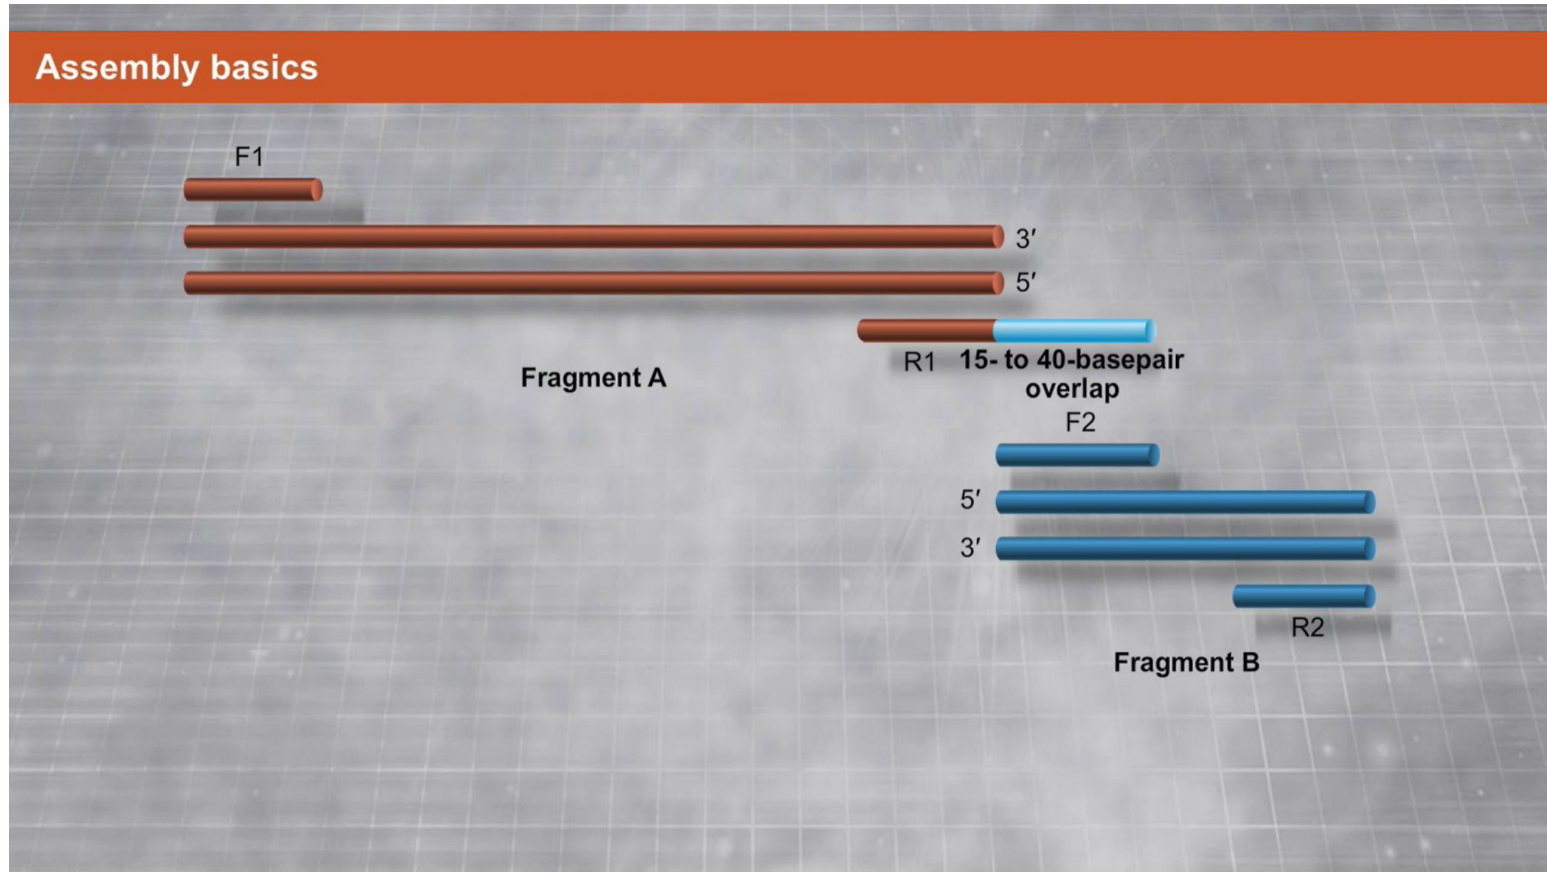 Assembly basics
F1
3′
5′
R1
15- to 40-basepair
overlap
Fragment A
F2
5′
3′
R2
Fragment B